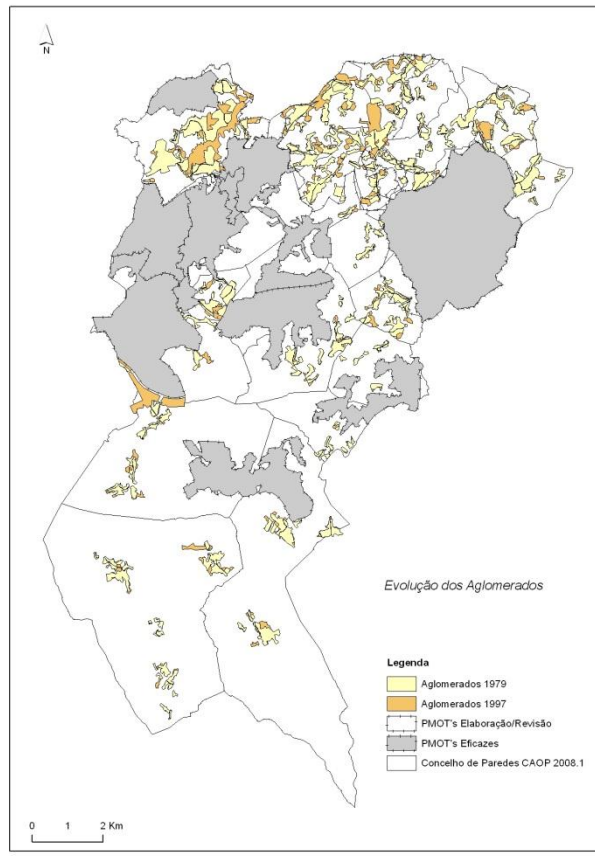 N
Evolução dos Aglomerados
Legenda
Aglomerados 1979
Aglomerados 1997
PMOT's Elaboração/Revisão
PMOT's Eficazes
Concelho de Paredes CAOP 2008.1
0 1 2 Km